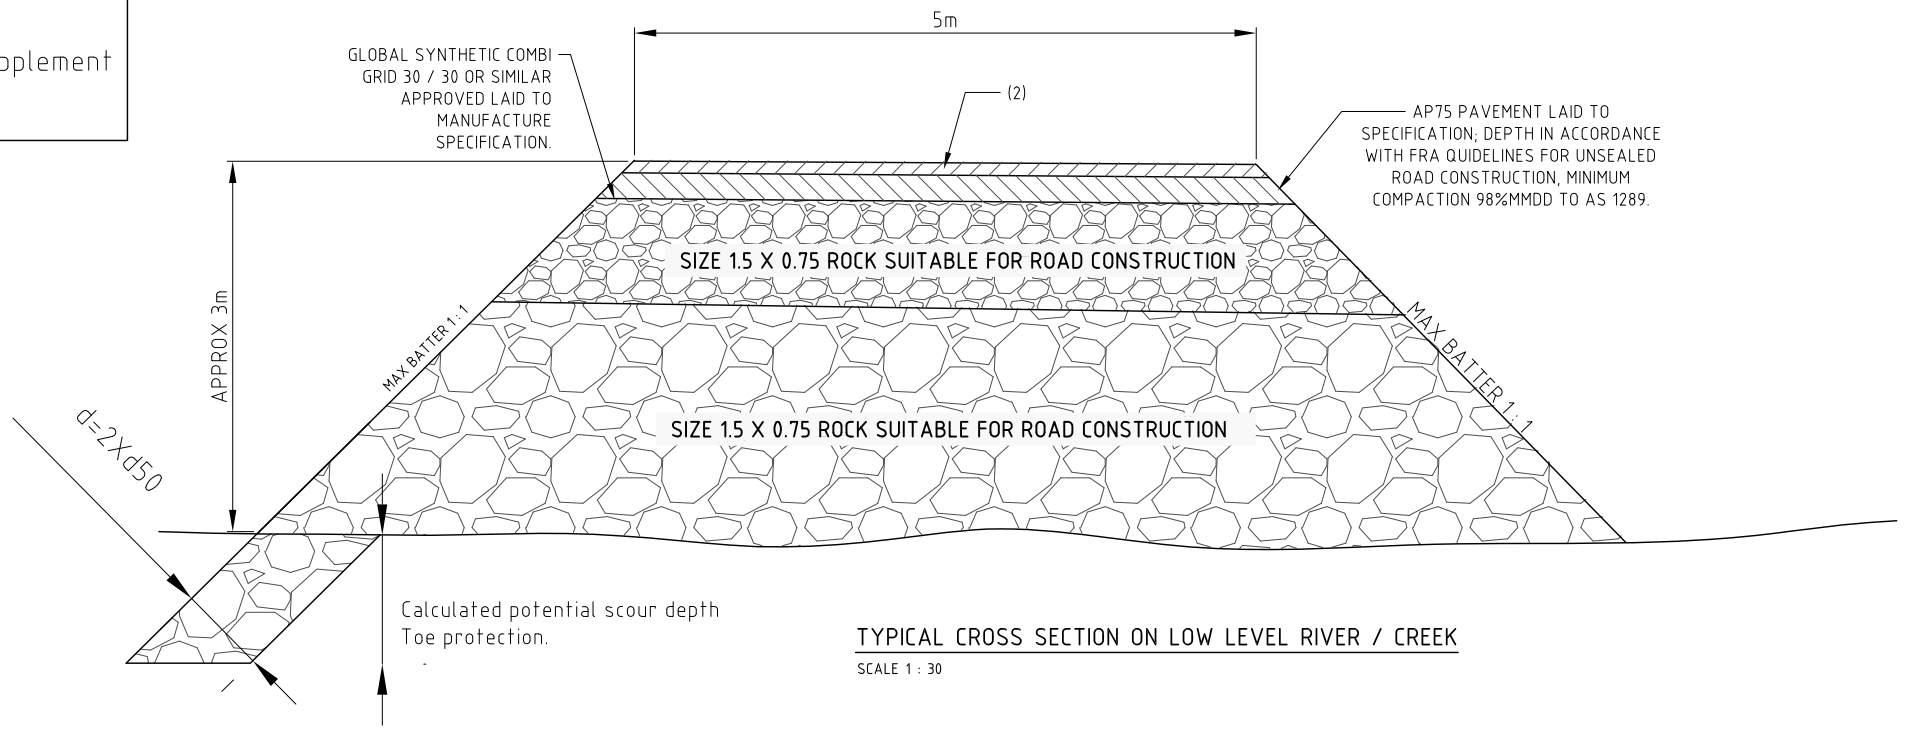 5m
GLOBAL SYNTHETIC COMBI
GRID 30 / 30 OR SIMILAR
APPROVED LAID TO
MANUFACTURE
SPECIFICATION.
(2)
AP75 PAVEMENT LAID TO
SPECIFICATION; DEPTH IN ACCORDANCE
WITH FRA QUIDELINES FOR UNSEALED
ROAD CONSTRUCTION, MINIMUM
COMPACTION 98%MMDD TO AS 1289.
SIZE 1.5 X 0.75 ROCK SUITABLE FOR ROAD CONSTRUCTION
APPROX 3m
MAX BATTER 1 : 1
MAX BATTER 1 : 1
SIZE 1.5 X 0.75 ROCK SUITABLE FOR ROAD CONSTRUCTION
d=2Xd50
Calculated potential scour depth
Toe protection.
TYPICAL CROSS SECTION ON LOW LEVEL RIVER / CREEK
SCALE 1 : 30